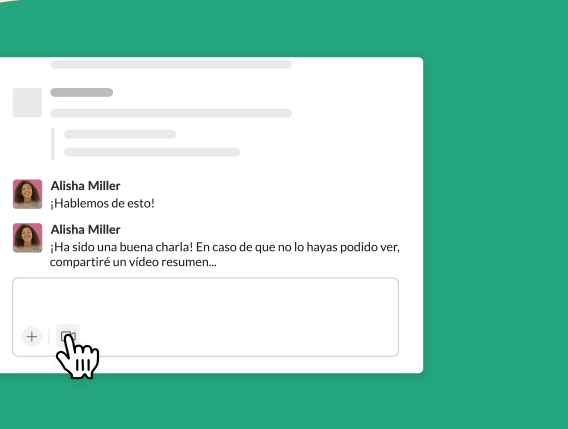 Alisha Miller
¡Hablemos de esto!
Alisha Miller
¡Ha sido una buena charla! En caso de que no lo hayas podido ver,
compartiré un vídeo resumen...